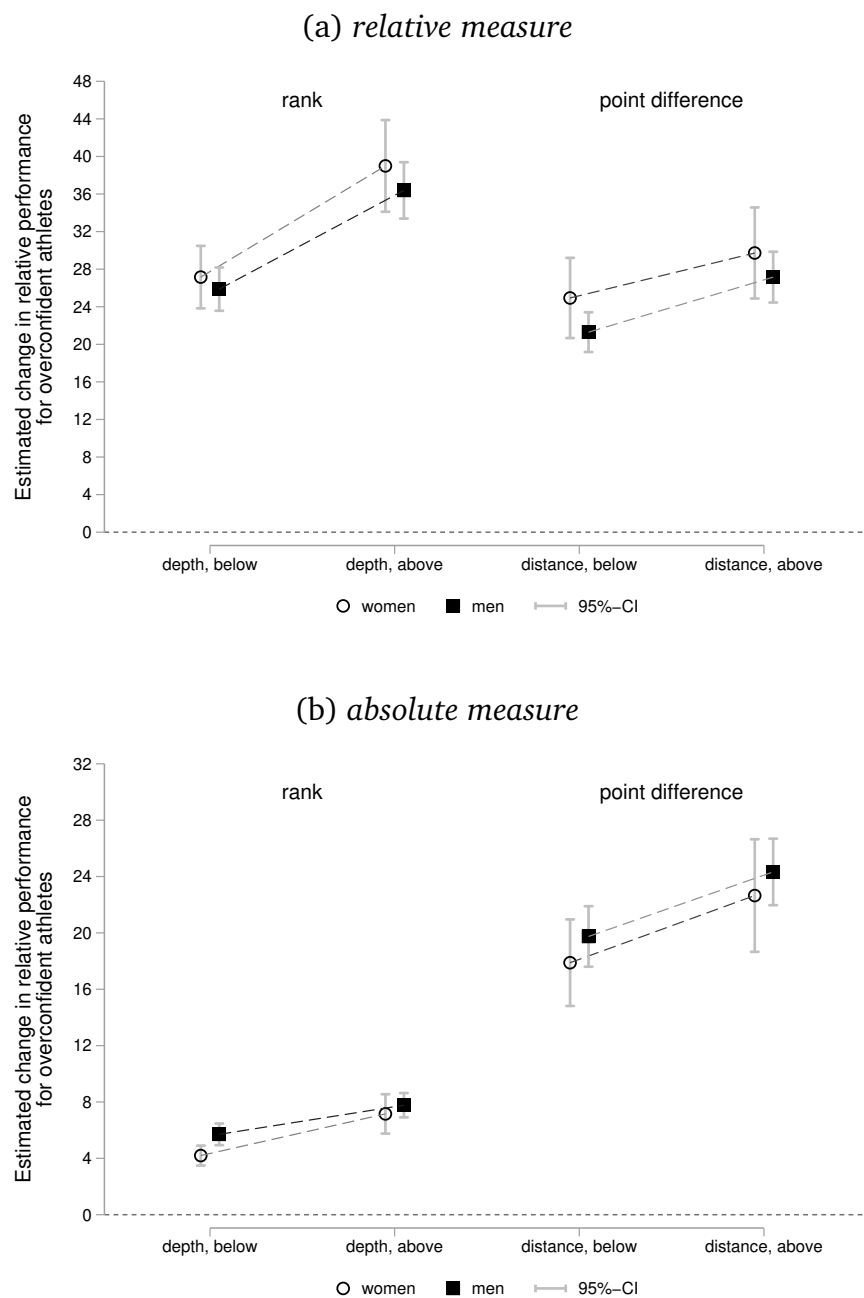 (a) relative measure
rank
point difference
Estimated change in relative performance
for overconfident athletes
48
44
40
36
32
28
24
20
16
12
8
4
0
depth, below
depth, above
distance, below
distance, above
women
men
95%−CI
(b) absolute measure
rank
point difference
Estimated change in relative performance
for overconfident athletes
32
28
24
20
16
12
8
4
0
depth, below
depth, above
distance, below
distance, above
women
men
95%−CI